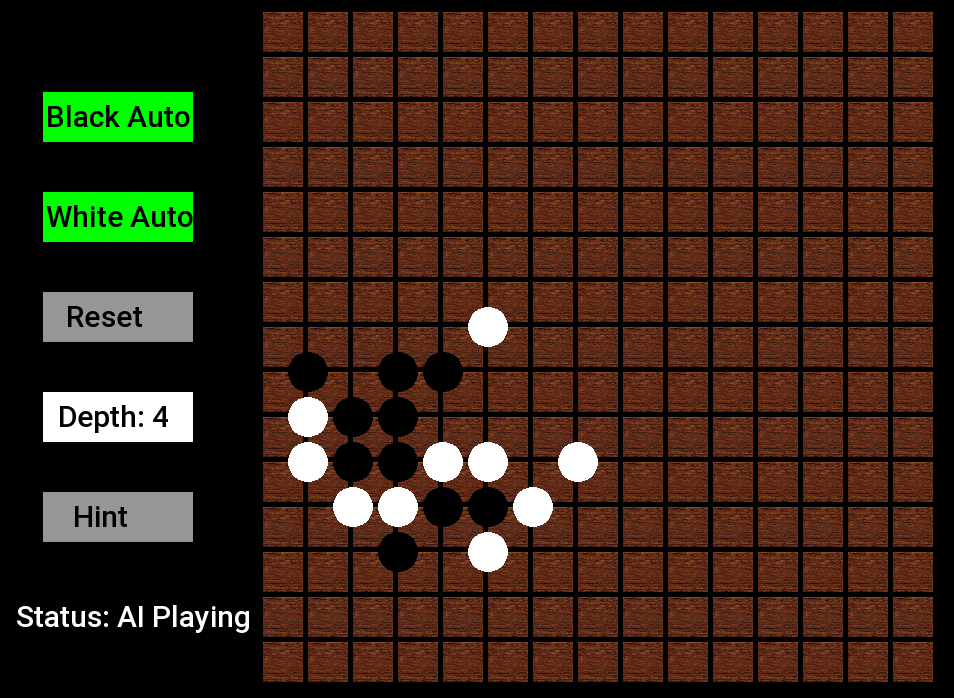 Black Auto
White Auto
Reset
Depth: 4
Hint
Status: AI Playing